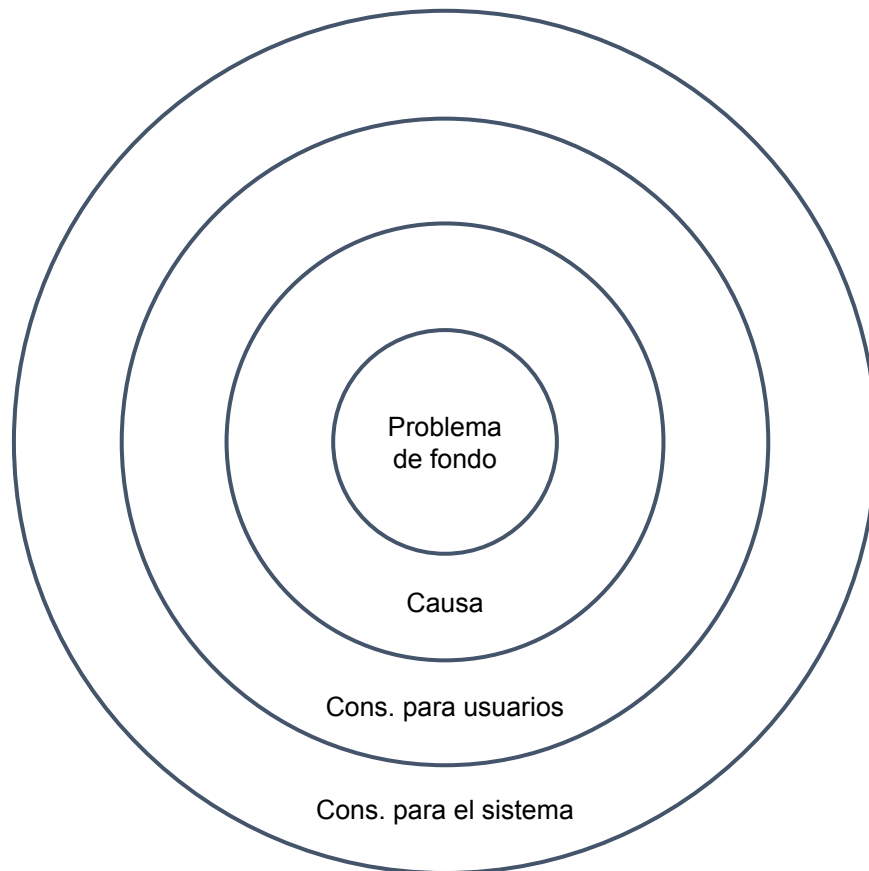 Problema
de fondo
Causa
Cons. para usuarios
Cons. para el sistema